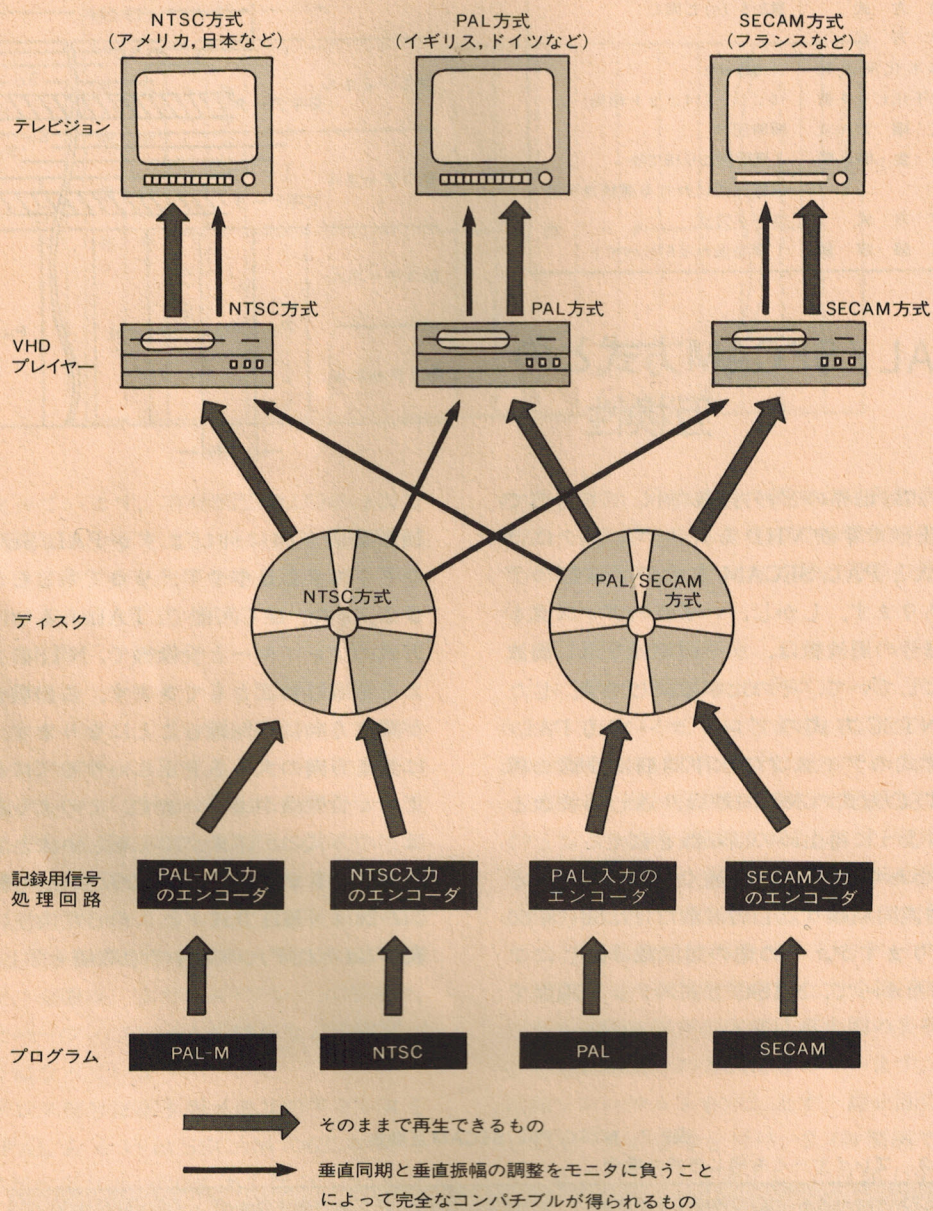 NTSC方式
(アメリカ,日本など)
PAL方式
(イギリス,ドイツなど)
SECAM方式
(フランスなど)
テレビジョン
NTSC方式
PAL方式
SECAM方式
VHD
プレイヤー
NTSC方式
PAL/SECAM
方式
ディスク
記録用信号
処理回路
PAL-M入力
のエンコーダ
NTSC入力
のエンコーダ
PAL入力の
エンコーダ
SECAM入力
のエンコーダ
プログラム
PAL-M
NTSC
PAL
SECAM
そのままで再生できるもの
垂直同期と垂直振幅の調整をモニタに負うこと
によって完全なコンパチブルが得られるもの